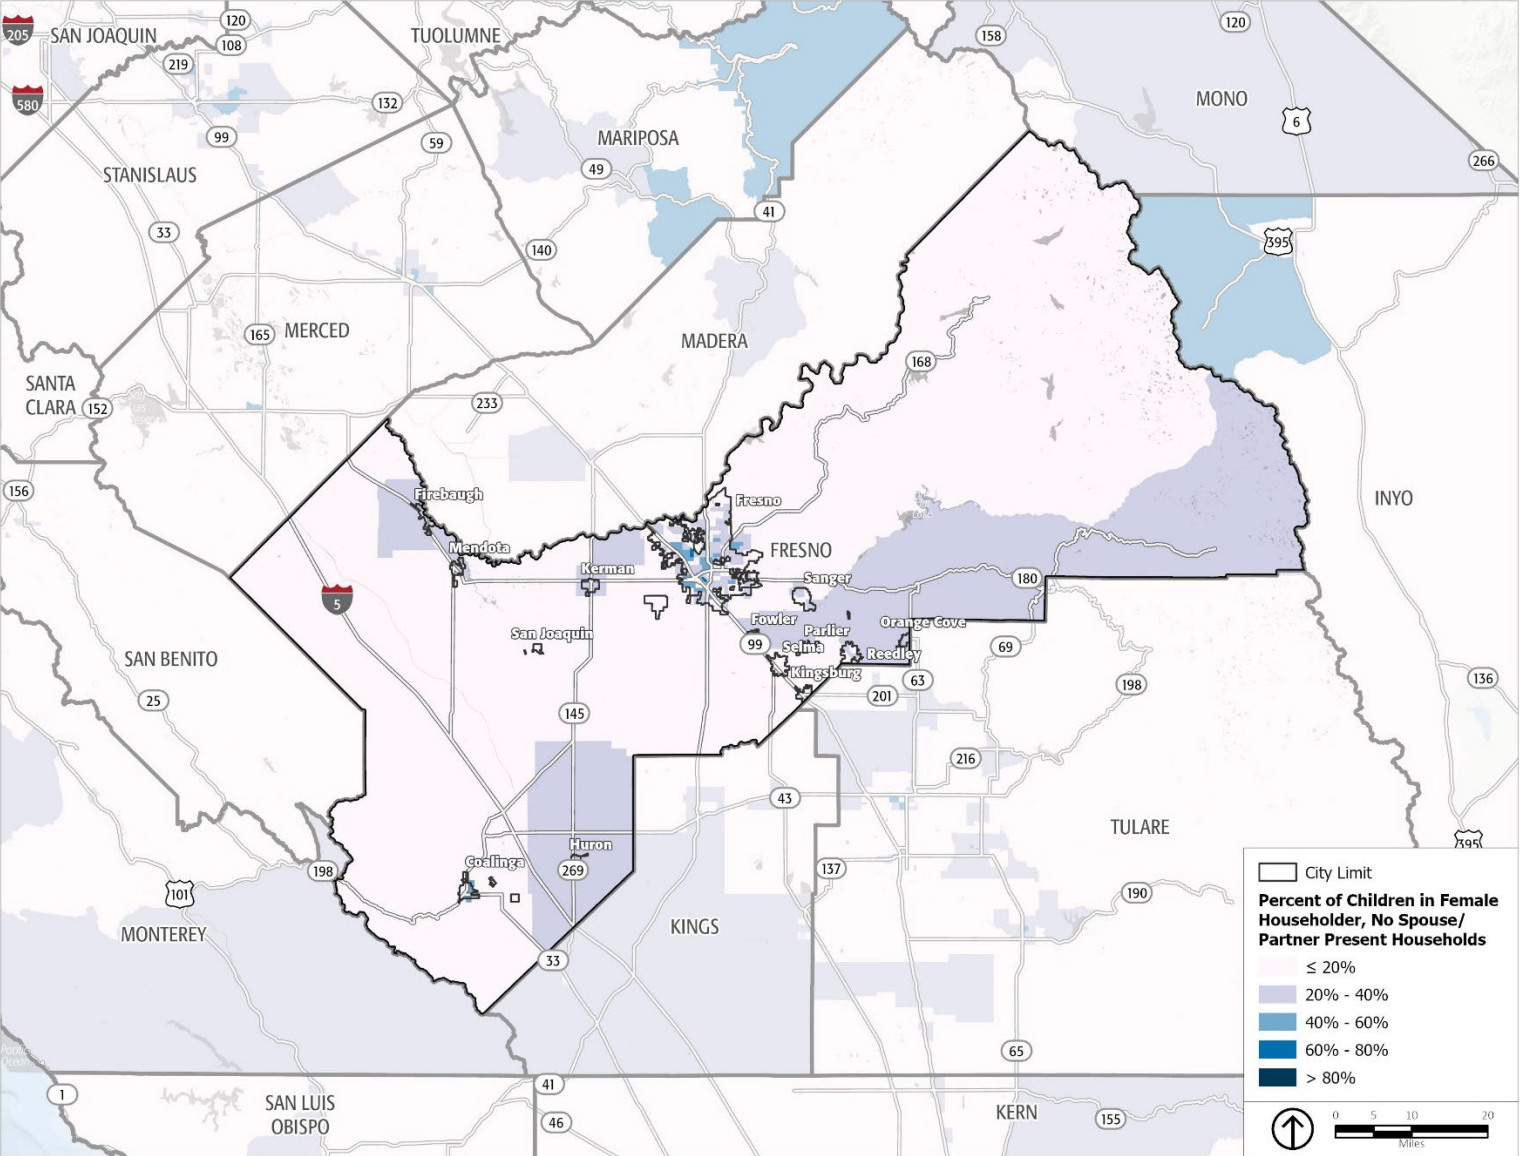 120
205
SAN JOAQUIN
108
TUOLUMNE
158
120
219
580
132
MONO
6
99
59
MARIPOSA
266
STANISLAUS
49
33
41
395
140
165
MERCED
MADERA
168
SANTA
CLARA
152
233
156
Firebaugh
Fresno
INYO
Mendota
FRESNO
Kerman
Sanger
180
5
Fowler
Orange Cove
San Joaquin
Parlier
99
Selma
Reedley
69
SAN BENITO
Kingsburg
63
198
136
201
25
145
216
43
TULARE
395
Huron
Coalinga
198
269
137
101
190
KINGS
MONTEREY
33
65
Pacific
Ocean
41
1
SAN LUIS
OBISPO
46
KERN
155
City Limit
Percent of Children in Female
Householder, No Spouse/
Partner Present Households
≤ 20%
20% - 40%
40% - 60%
60% - 80%
> 80%
0 5 10 20
Miles